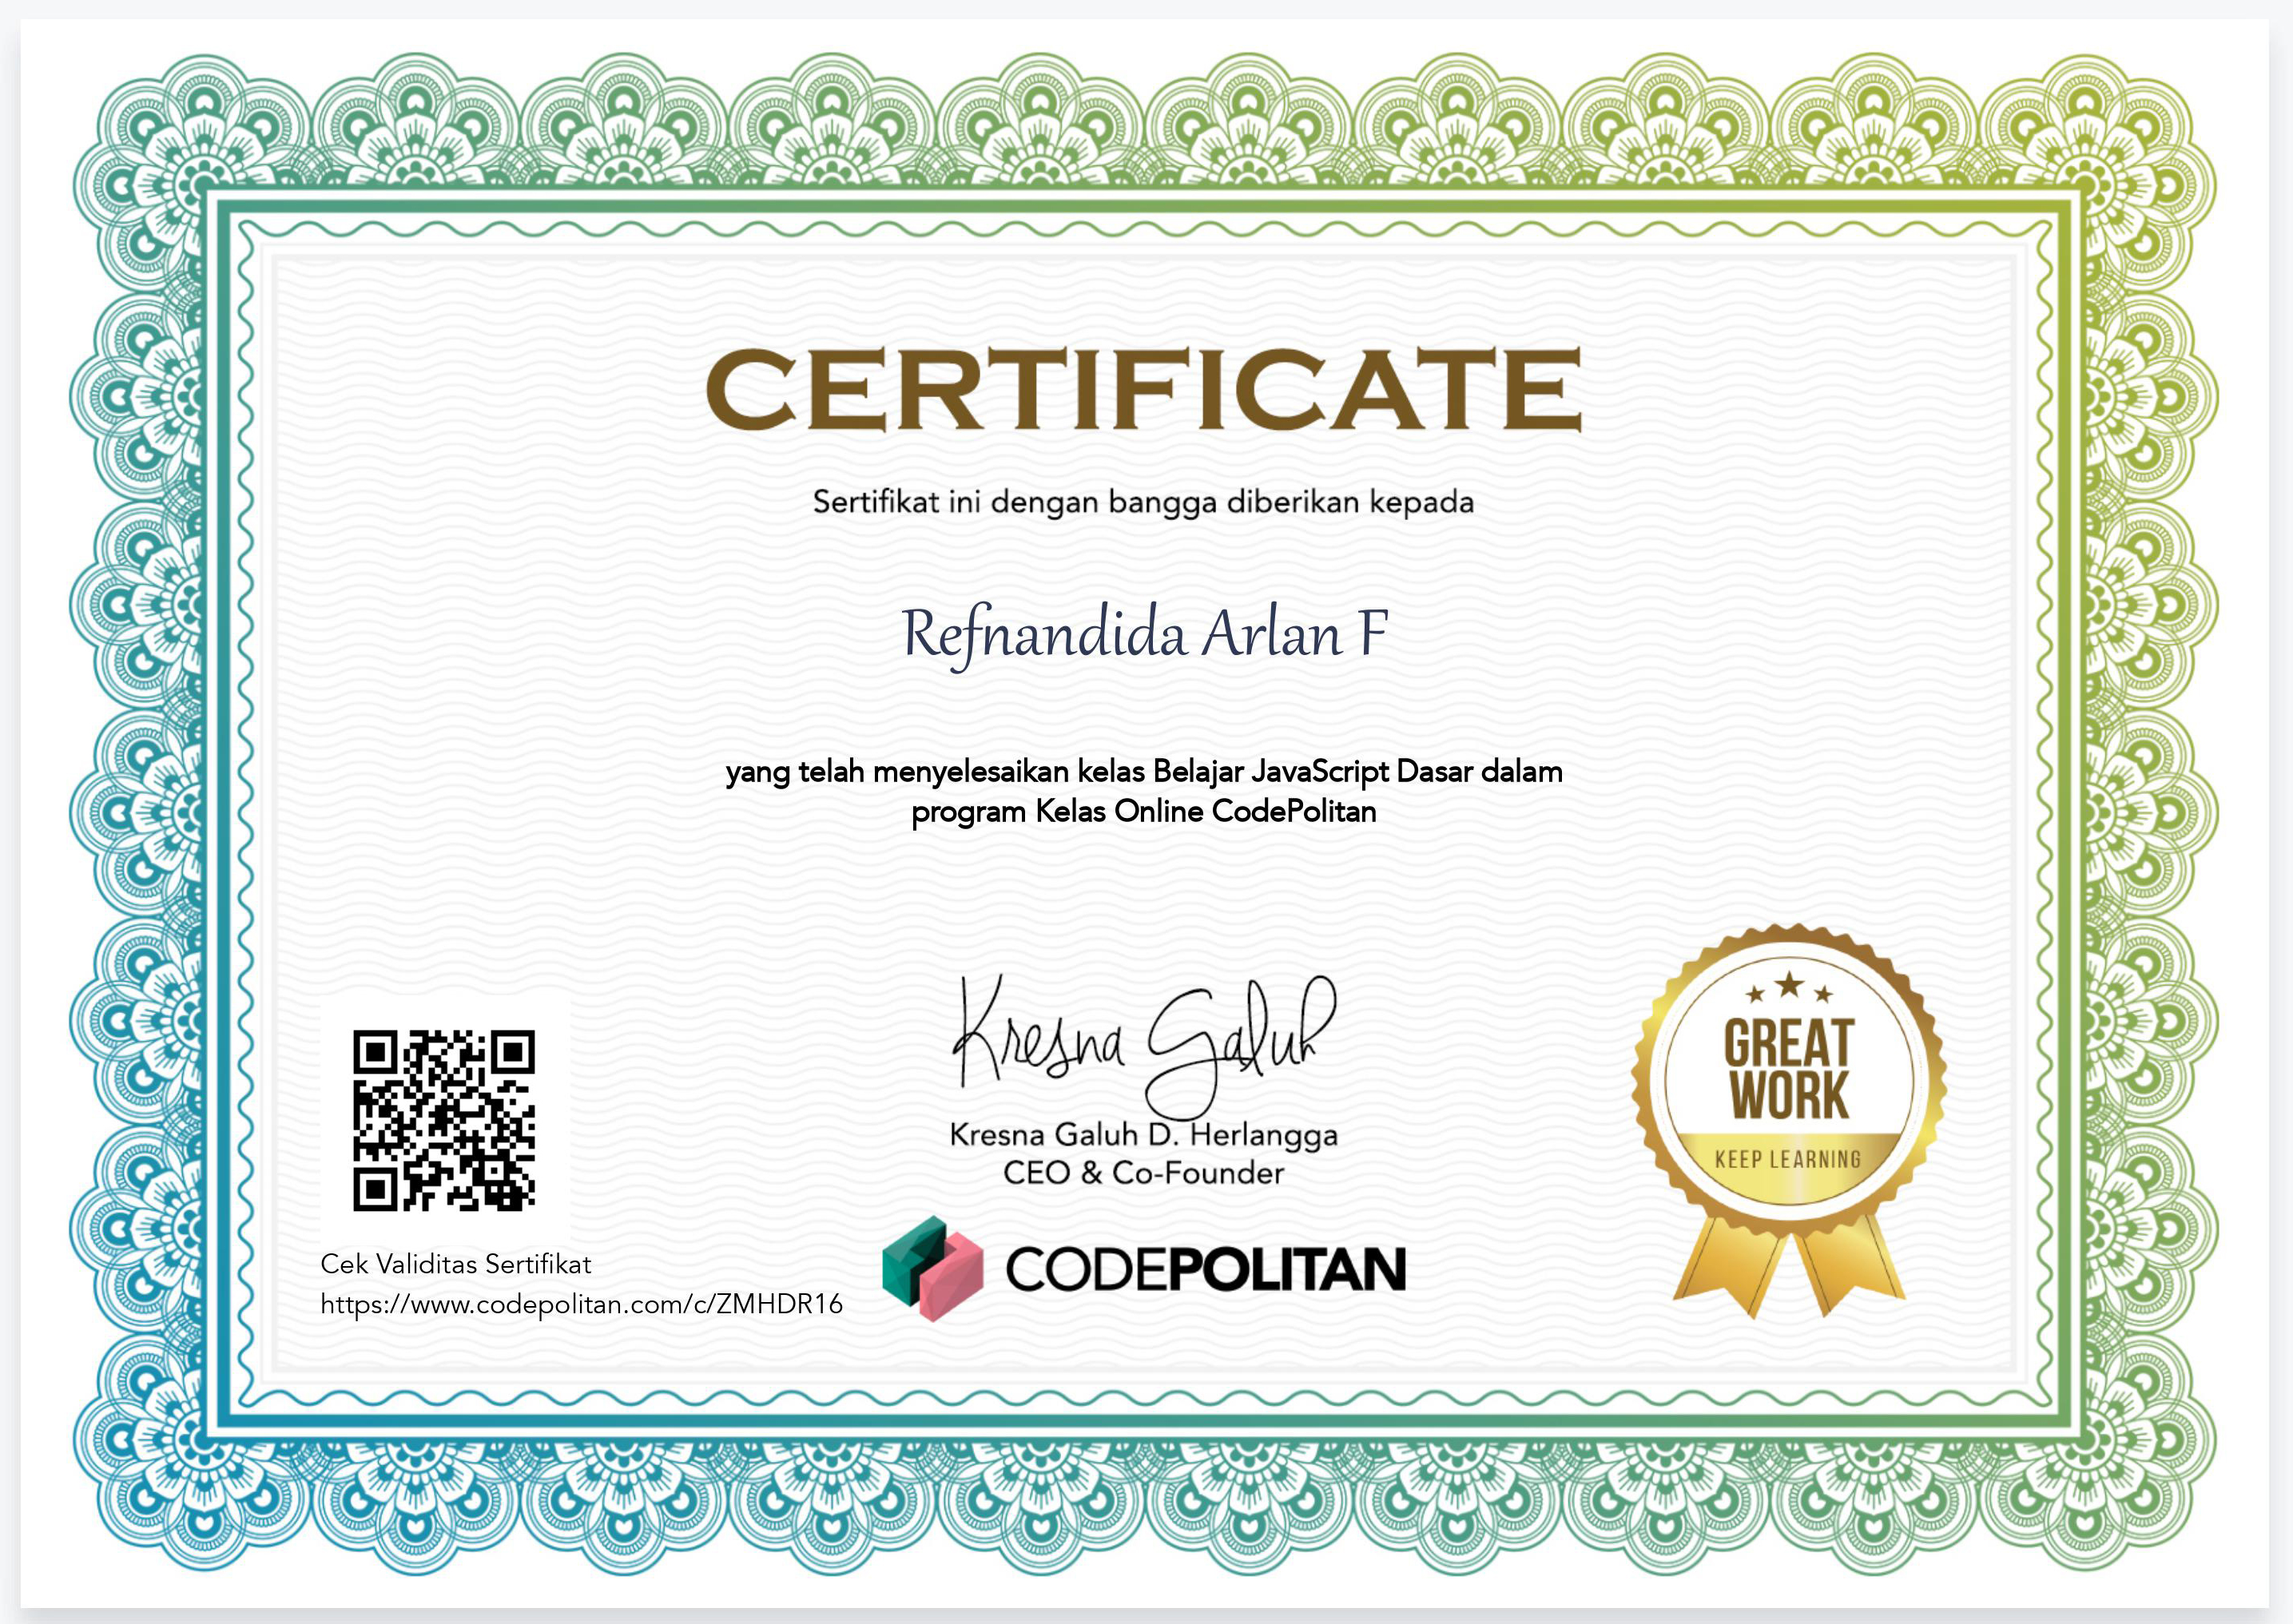 CERTIFICATE
Sertifikat ini dengan bangga diberikan kepada
Refnandida Arlan F
yang telah menyelesaikan kelas Belajar JavaScript Dasar dalam
program Kelas Online CodePolitan
Kresna Galuh
Kresna Galuh D. Herlangga
CEO & Co-Founder
CODEPOLITAN
Cek Validitas Sertifikat
https://www.codepolitan.com/c/ZMHDR16
GREAT
WORK
KEEP LEARNING